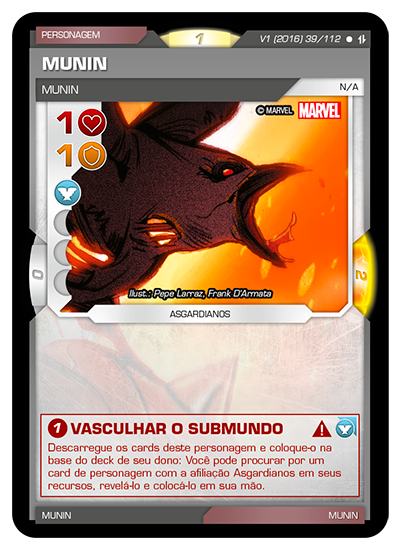 PERSONAGEM
1
V1 (2016) 39/112
MUNIN
MUNIN
N/A
© MARVEL MARVEL
1
1
0
2
Ilust.: Pepe Larraz, Frank D'Armata
ASGARDIANOS
1 VASCULHAR O SUBMUNDO
Descarregue os cards deste personagem e coloque-o na
base do deck de seu dono: Você pode procurar por um
card de personagem com a afiliação Asgardianos em seus
recursos, revelá-lo e colocá-lo em sua mão.
MUNIN
MUNIN